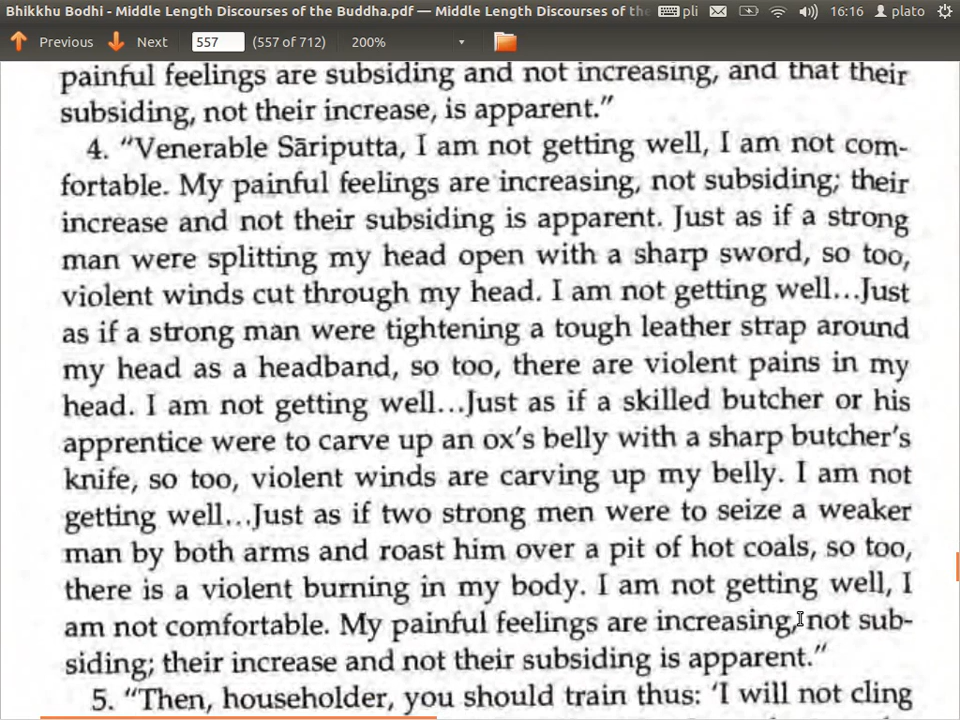 Bhikkhu Bodhi - Middle Length Discourses of the Buddha.pdf — Middle Length Discourses of the pli 16:16 plato
Previous Next 557 (557 of 712) 200%
painful feelings are subsiding and not increasing, and that their
subsiding, not their increase, is apparent.”
4. “Venerable Sāriputta, I am not getting well, I am not com-
fortable. My painful feelings are increasing, not subsiding; their
increase and not their subsiding is apparent. Just as if a strong
man were splitting my head open with a sharp sword, so too,
violent winds cut through my head. I am not getting well...Just
as if a strong man were tightening a tough leather strap around
my head as a headband, so too, there are violent pains in my
head. I am not getting well...Just as if a skilled butcher or his
apprentice were to carve up an ox’s belly with a sharp butcher’s
knife, so too, violent winds are carving up my belly. I am not
getting well...Just as if two strong men were to seize a weaker
man by both arms and roast him over a pit of hot coals, so too,
there is a violent burning in my body. I am not getting well, I
am not comfortable. My painful feelings are increasing, not sub-
siding; their increase and not their subsiding is apparent.”
5. “Then, householder, you should train thus: ‘I will not cling